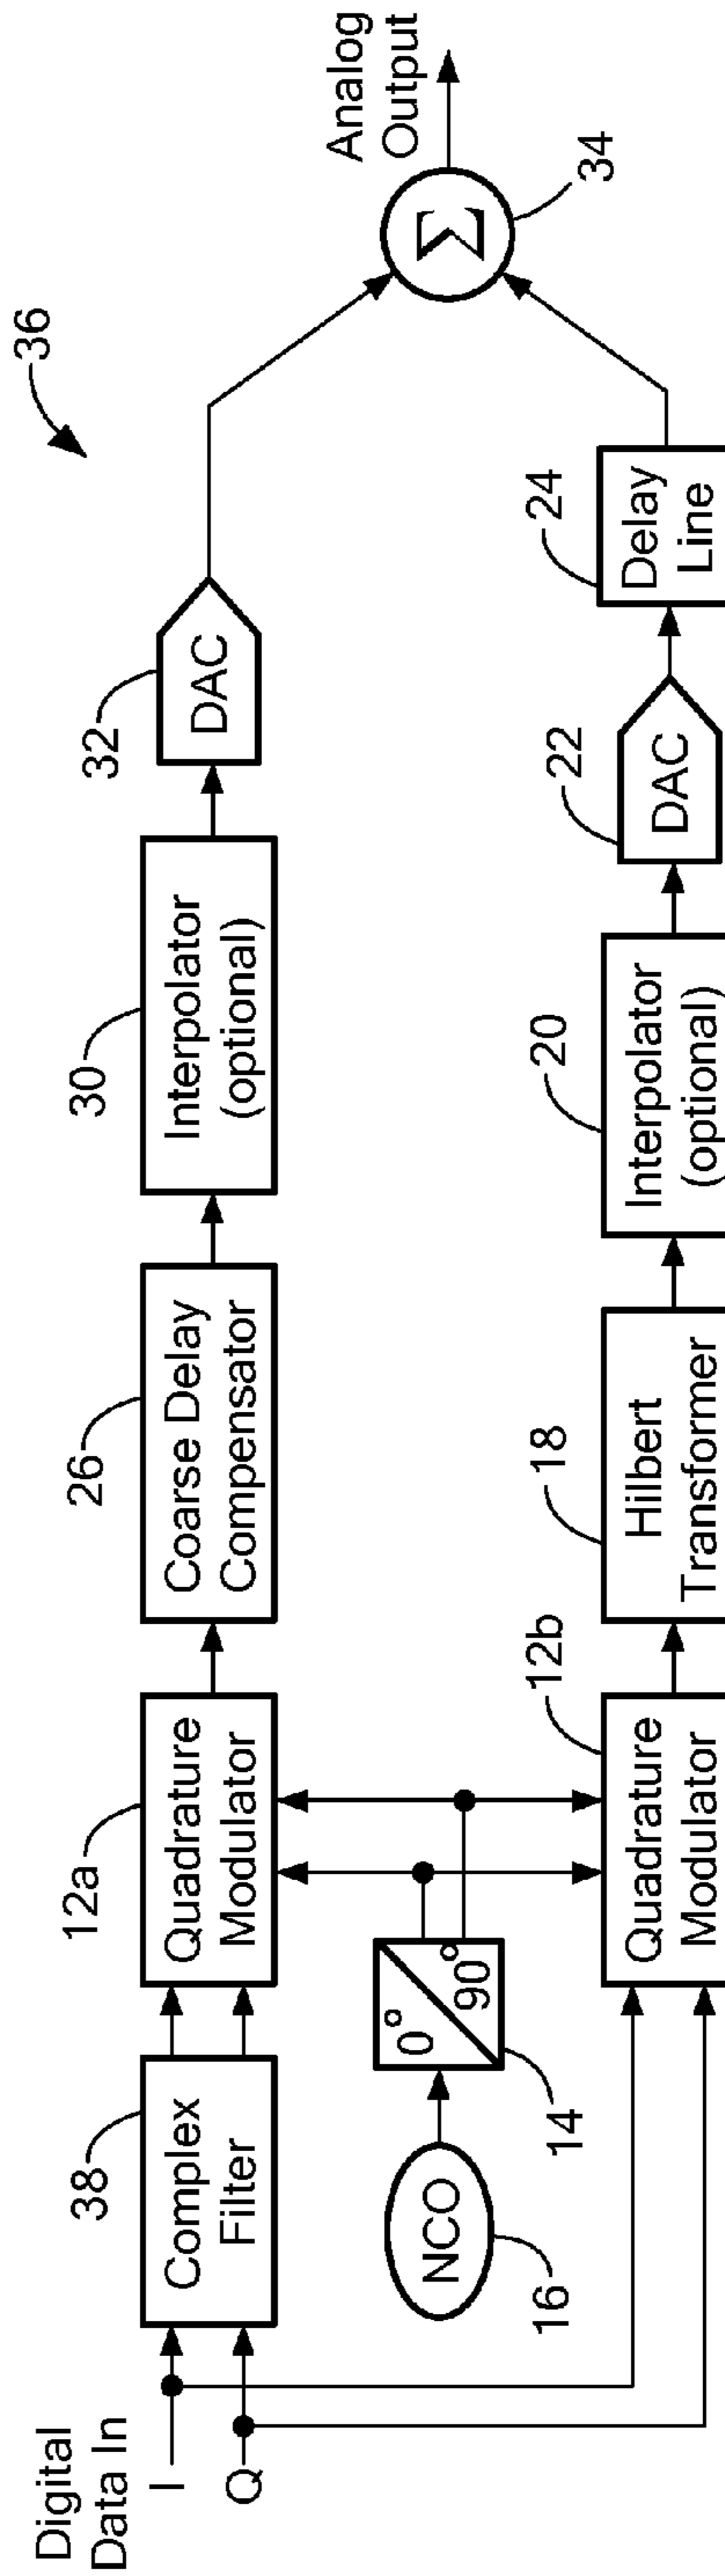 36
Digital
Data In
I
Q
38
Complex
Filter
12a
Quadrature
Modulator
26
Coarse Delay
Compensator
30
Interpolator
(optional)
32
DAC
Analog
Output
Σ
34
NCO
16
0°
90°
14
12b
Quadrature
Modulator
18
Hilbert
Transformer
20
Interpolator
(optional)
22
DAC
24
Delay
Line